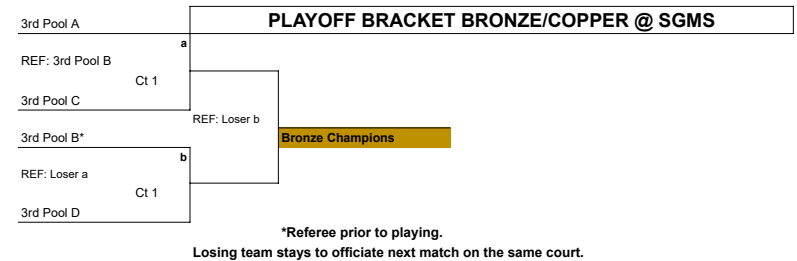 PLAYOFF BRACKET BRONZE/COPPER @ SGMS
3rd Pool A
a
REF: 3rd Pool B
Ct 1
3rd Pool C
REF: Loser b
3rd Pool B*
Bronze Champions
b
REF: Loser a
Ct 1
3rd Pool D
*Referee prior to playing.
Losing team stays to officiate next match on the same court.